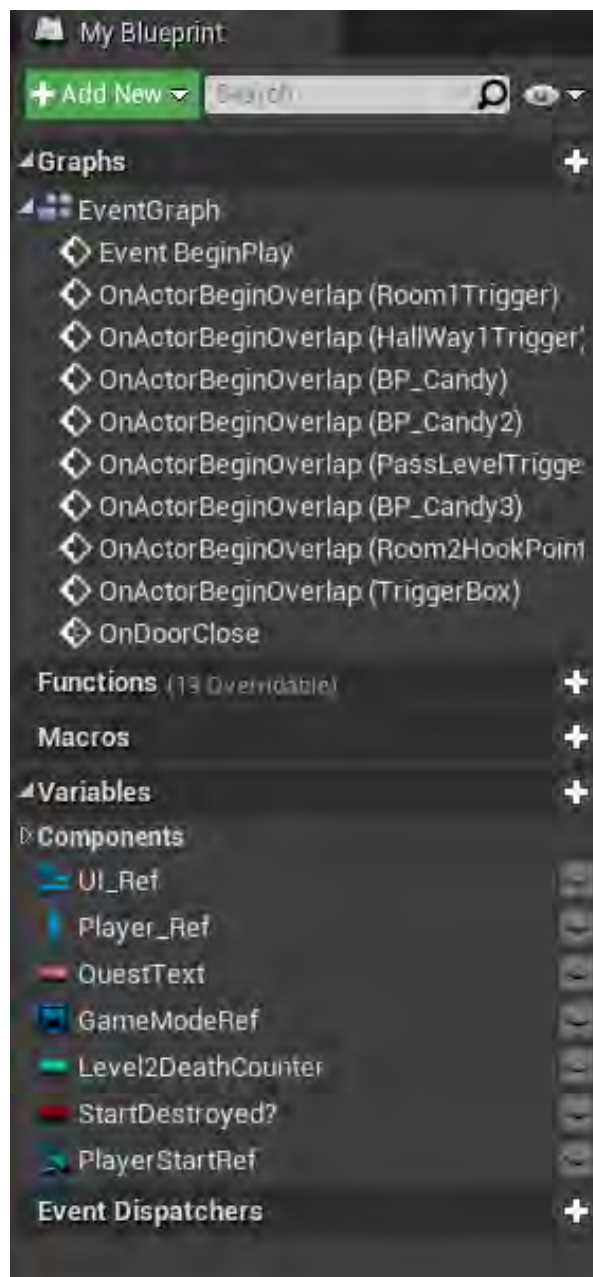 My Blueprint
Add New
Search
Graphs
EventGraph
Event BeginPlay
OnActorBeginOverlap (Room1Trigger)
OnActorBeginOverlap (HallWay1Trigger)
OnActorBeginOverlap (BP_Candy)
OnActorBeginOverlap (BP_Candy2)
OnActorBeginOverlap (PassLevelTrigge
OnActorBeginOverlap (BP_Candy3)
OnActorBeginOverlap (Room2HookPoint
OnActorBeginOverlap (TriggerBox)
OnDoorClose
Functions (19 Overridable)
Macros
Variables
Components
UI_Ref
Player_Ref
QuestText
GameModeRef
Level2DeathCounter
StartDestroyed?
PlayerStartRef
Event Dispatchers